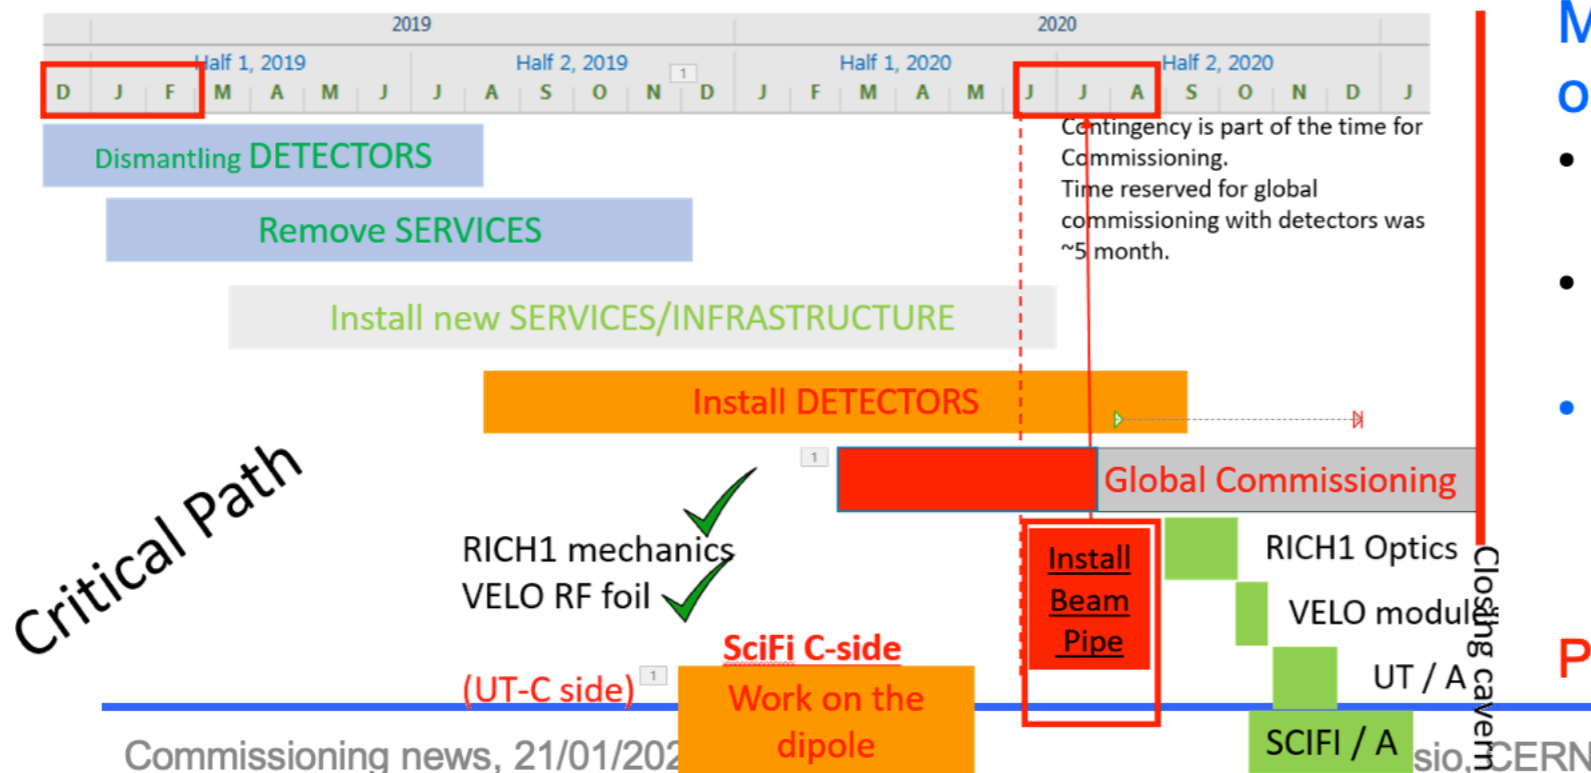 2019 2020
Half 1, 2019 Half 2, 2019 Half 1, 2020 Half 2, 2020
1
D J F M A M J J A S O N D J F M A M J J A S O N D J
Contingency is part of the time for
Commissioning.
Time reserved for global
commissioning with detectors was
~5 month.
Dismantling DETECTORS
Remove SERVICES
Install new SERVICES/INFRASTRUCTURE
Install DETECTORS
1
Global Commissioning
Critical Path
RICH1 mechanics
VELO RF foil
Install
Beam
Pipe
RICH1 Optics
VELO modul
UT / A
SCIFI / A
Closing cavern
SciFi C-side
(UT-C side)
1
Work on the
dipole
M
o
P
Commissioning news, 21/01/202
sio, CERN